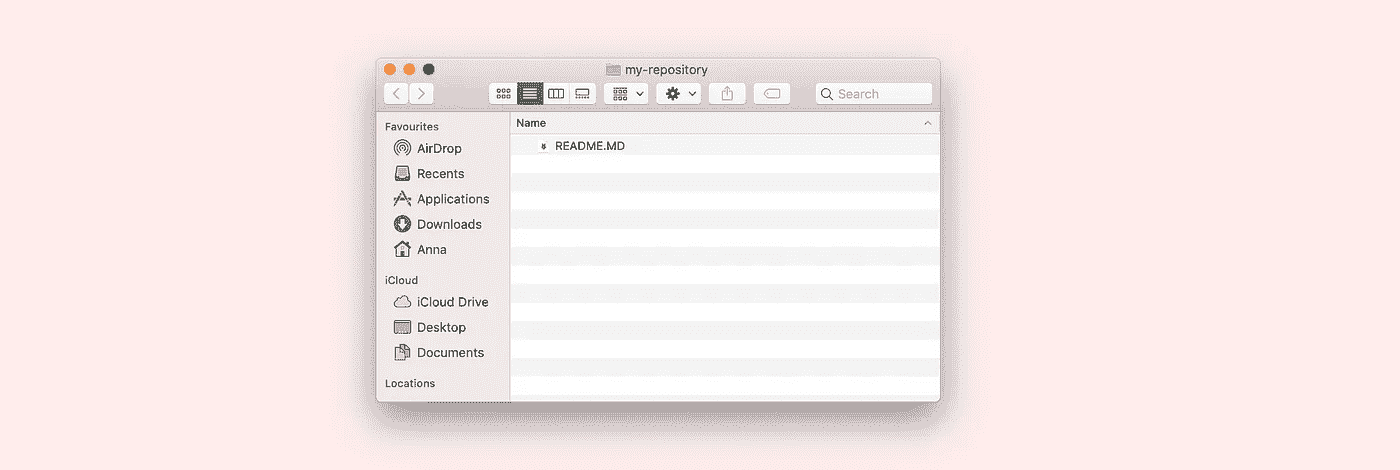 my-repository
Search
Favourites
AirDrop
Recents
Applications
Downloads
Anna
iCloud
iCloud Drive
Desktop
Documents
Locations
Name
README.MD